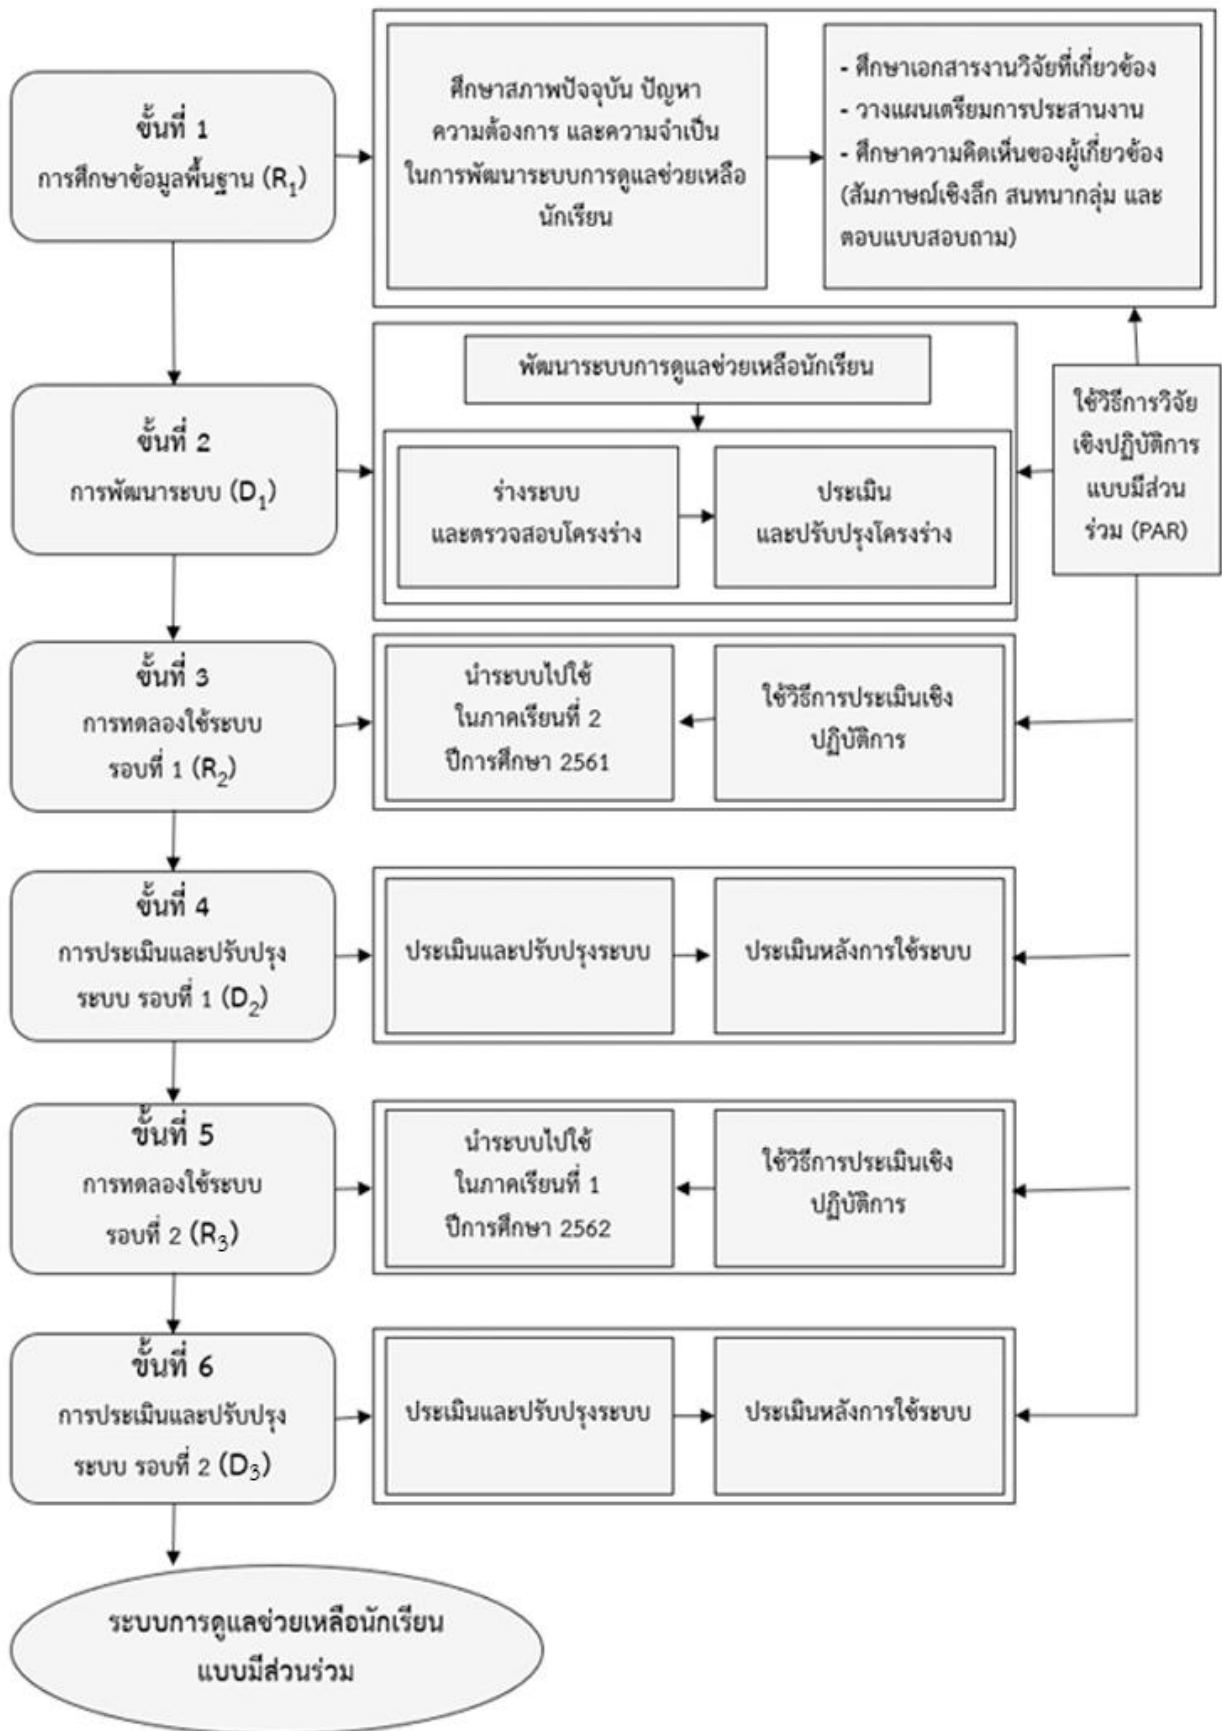 ขั้นที่ 1
การศึกษาข้อมูลพื้นฐาน (R1)
ศึกษาสภาพปัจจุบัน ปัญหา
ความต้องการ และความจำเป็น
ในการพัฒนาระบบการดูแลช่วยเหลือ
นักเรียน
- ศึกษาเอกสารงานวิจัยที่เกี่ยวข้อง
- วางแผนเตรียมการประสานงาน
- ศึกษาความคิดเห็นของผู้เกี่ยวข้อง
(สัมภาษณ์เชิงลึก สนทนากลุ่ม และ
ตอบแบบสอบถาม)
ขั้นที่ 2
การพัฒนาระบบ (D1)
พัฒนาระบบการดูแลช่วยเหลือนักเรียน
ร่างระบบ
และตรวจสอบโครงร่าง
ประเมิน
และปรับปรุงโครงร่าง
ใช้วิธีการวิจัย
เชิงปฏิบัติการ
แบบมีส่วน
ร่วม (PAR)
ขั้นที่ 3
การทดลองใช้ระบบ
รอบที่ 1 (R2)
นำระบบไปใช้
ในภาคเรียนที่ 2
ปีการศึกษา 2561
ใช้วิธีการประเมินเชิง
ปฏิบัติการ
ขั้นที่ 4
การประเมินและปรับปรุง
ระบบ รอบที่ 1 (D2)
ประเมินและปรับปรุงระบบ
ประเมินหลังการใช้ระบบ
ขั้นที่ 5
การทดลองใช้ระบบ
รอบที่ 2 (R3)
นำระบบไปใช้
ในภาคเรียนที่ 1
ปีการศึกษา 2562
ใช้วิธีการประเมินเชิง
ปฏิบัติการ
ขั้นที่ 6
การประเมินและปรับปรุง
ระบบ รอบที่ 2 (D3)
ประเมินและปรับปรุงระบบ
ประเมินหลังการใช้ระบบ
ระบบการดูแลช่วยเหลือนักเรียน
แบบมีส่วนร่วม